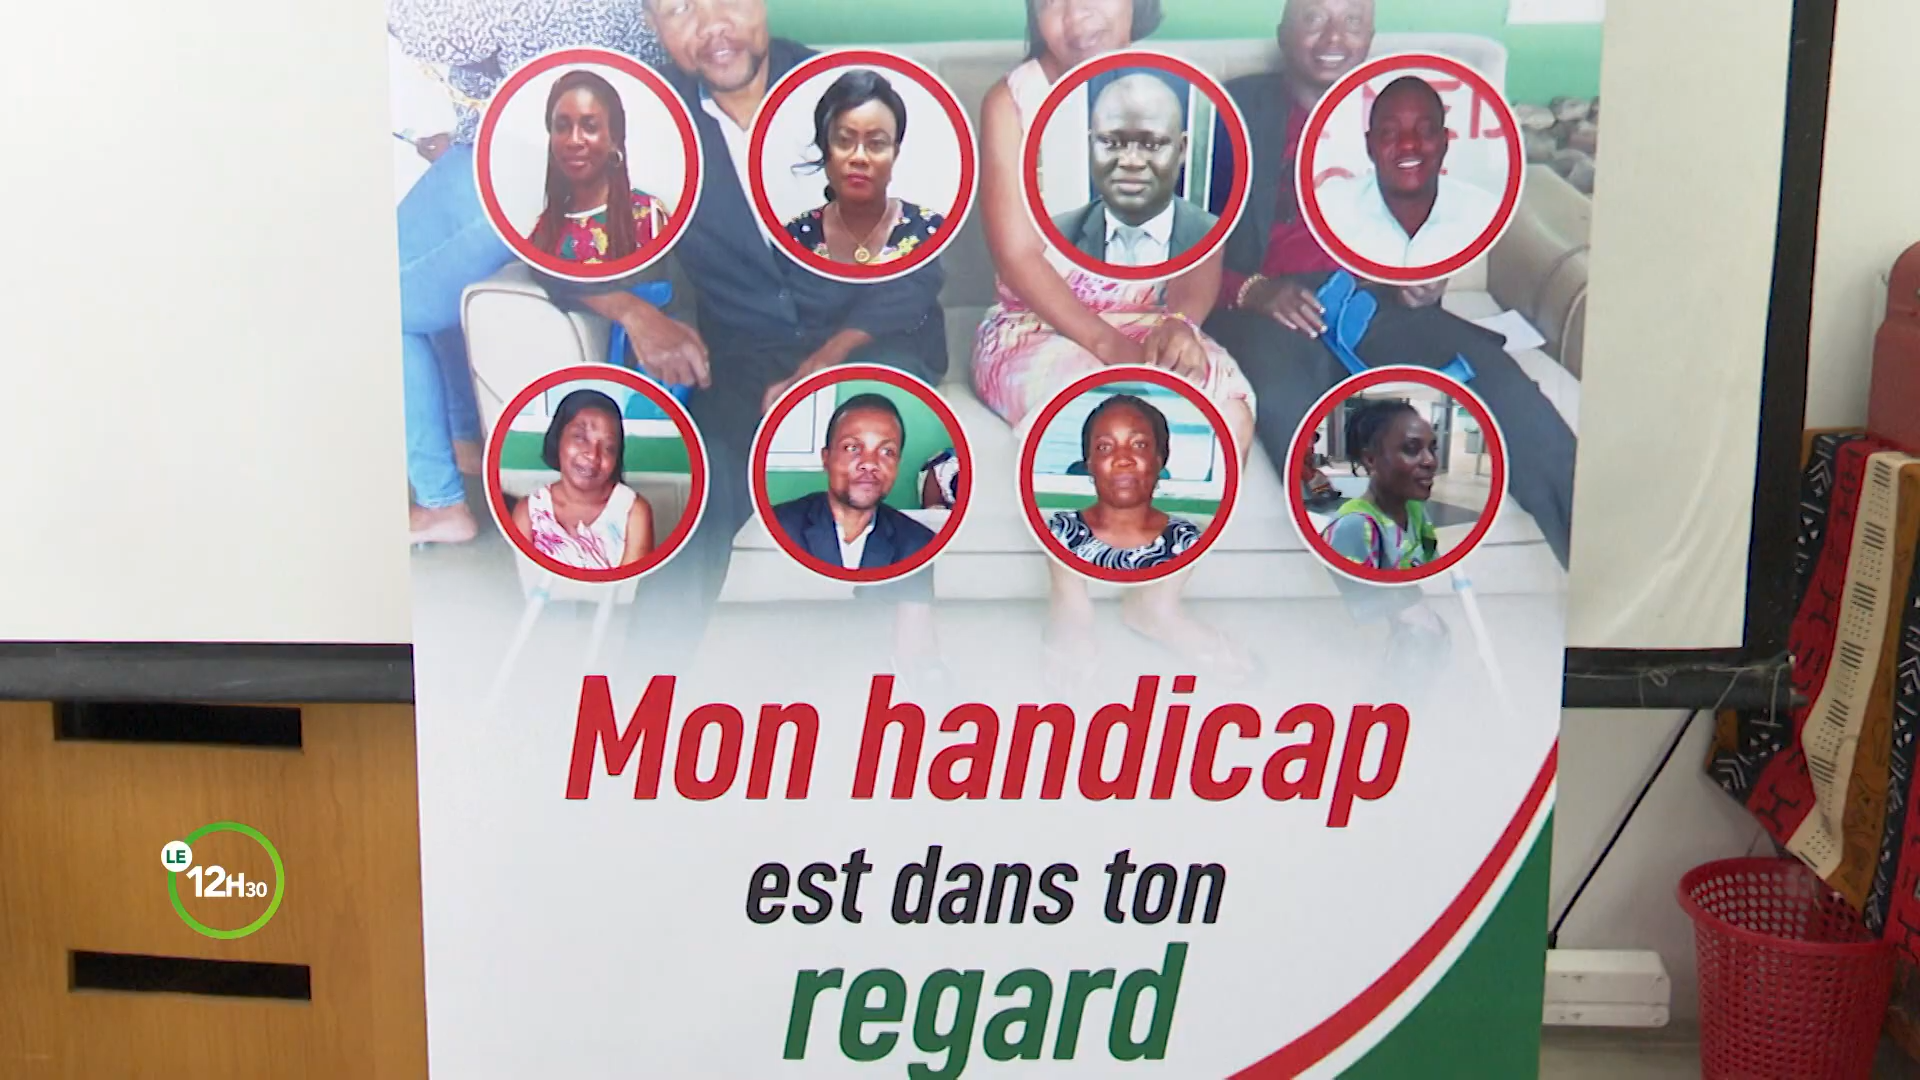 Mon handicap
est dans ton
regard
LE
12H30